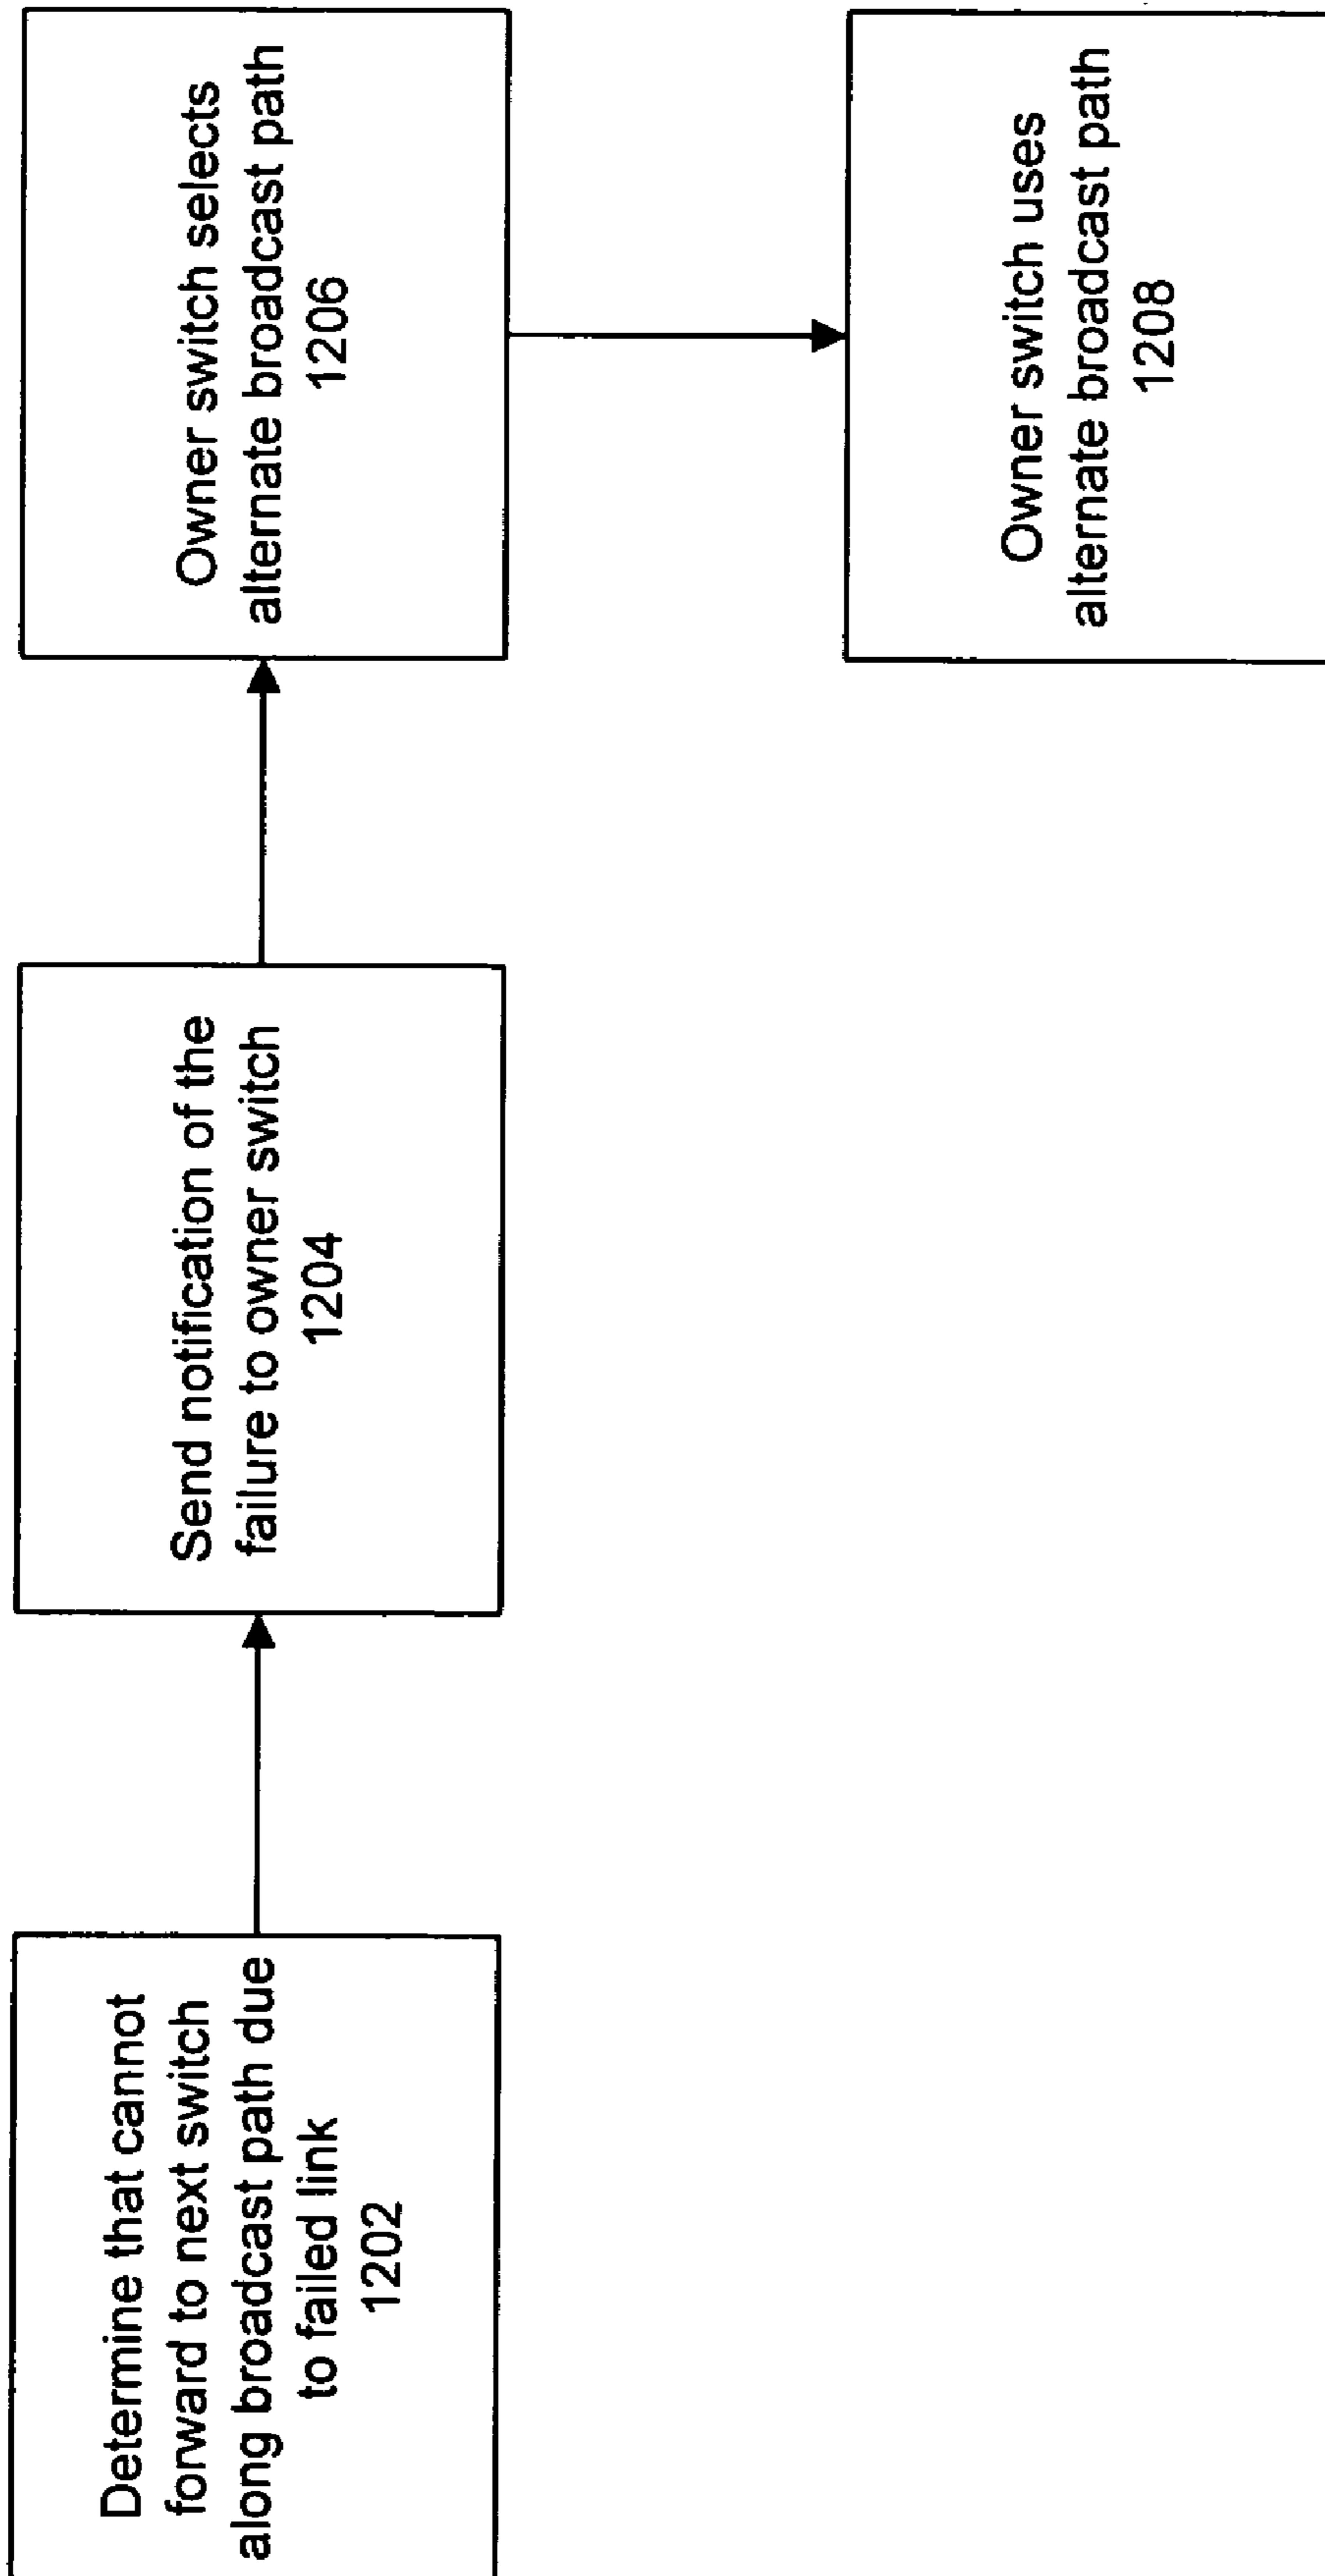 Determine that cannot
forward to next switch
along broadcast path due
to failed link
1202
Send notification of the
failure to owner switch
1204
Owner switch selects
alternate broadcast path
1206
Owner switch uses
alternate broadcast path
1208